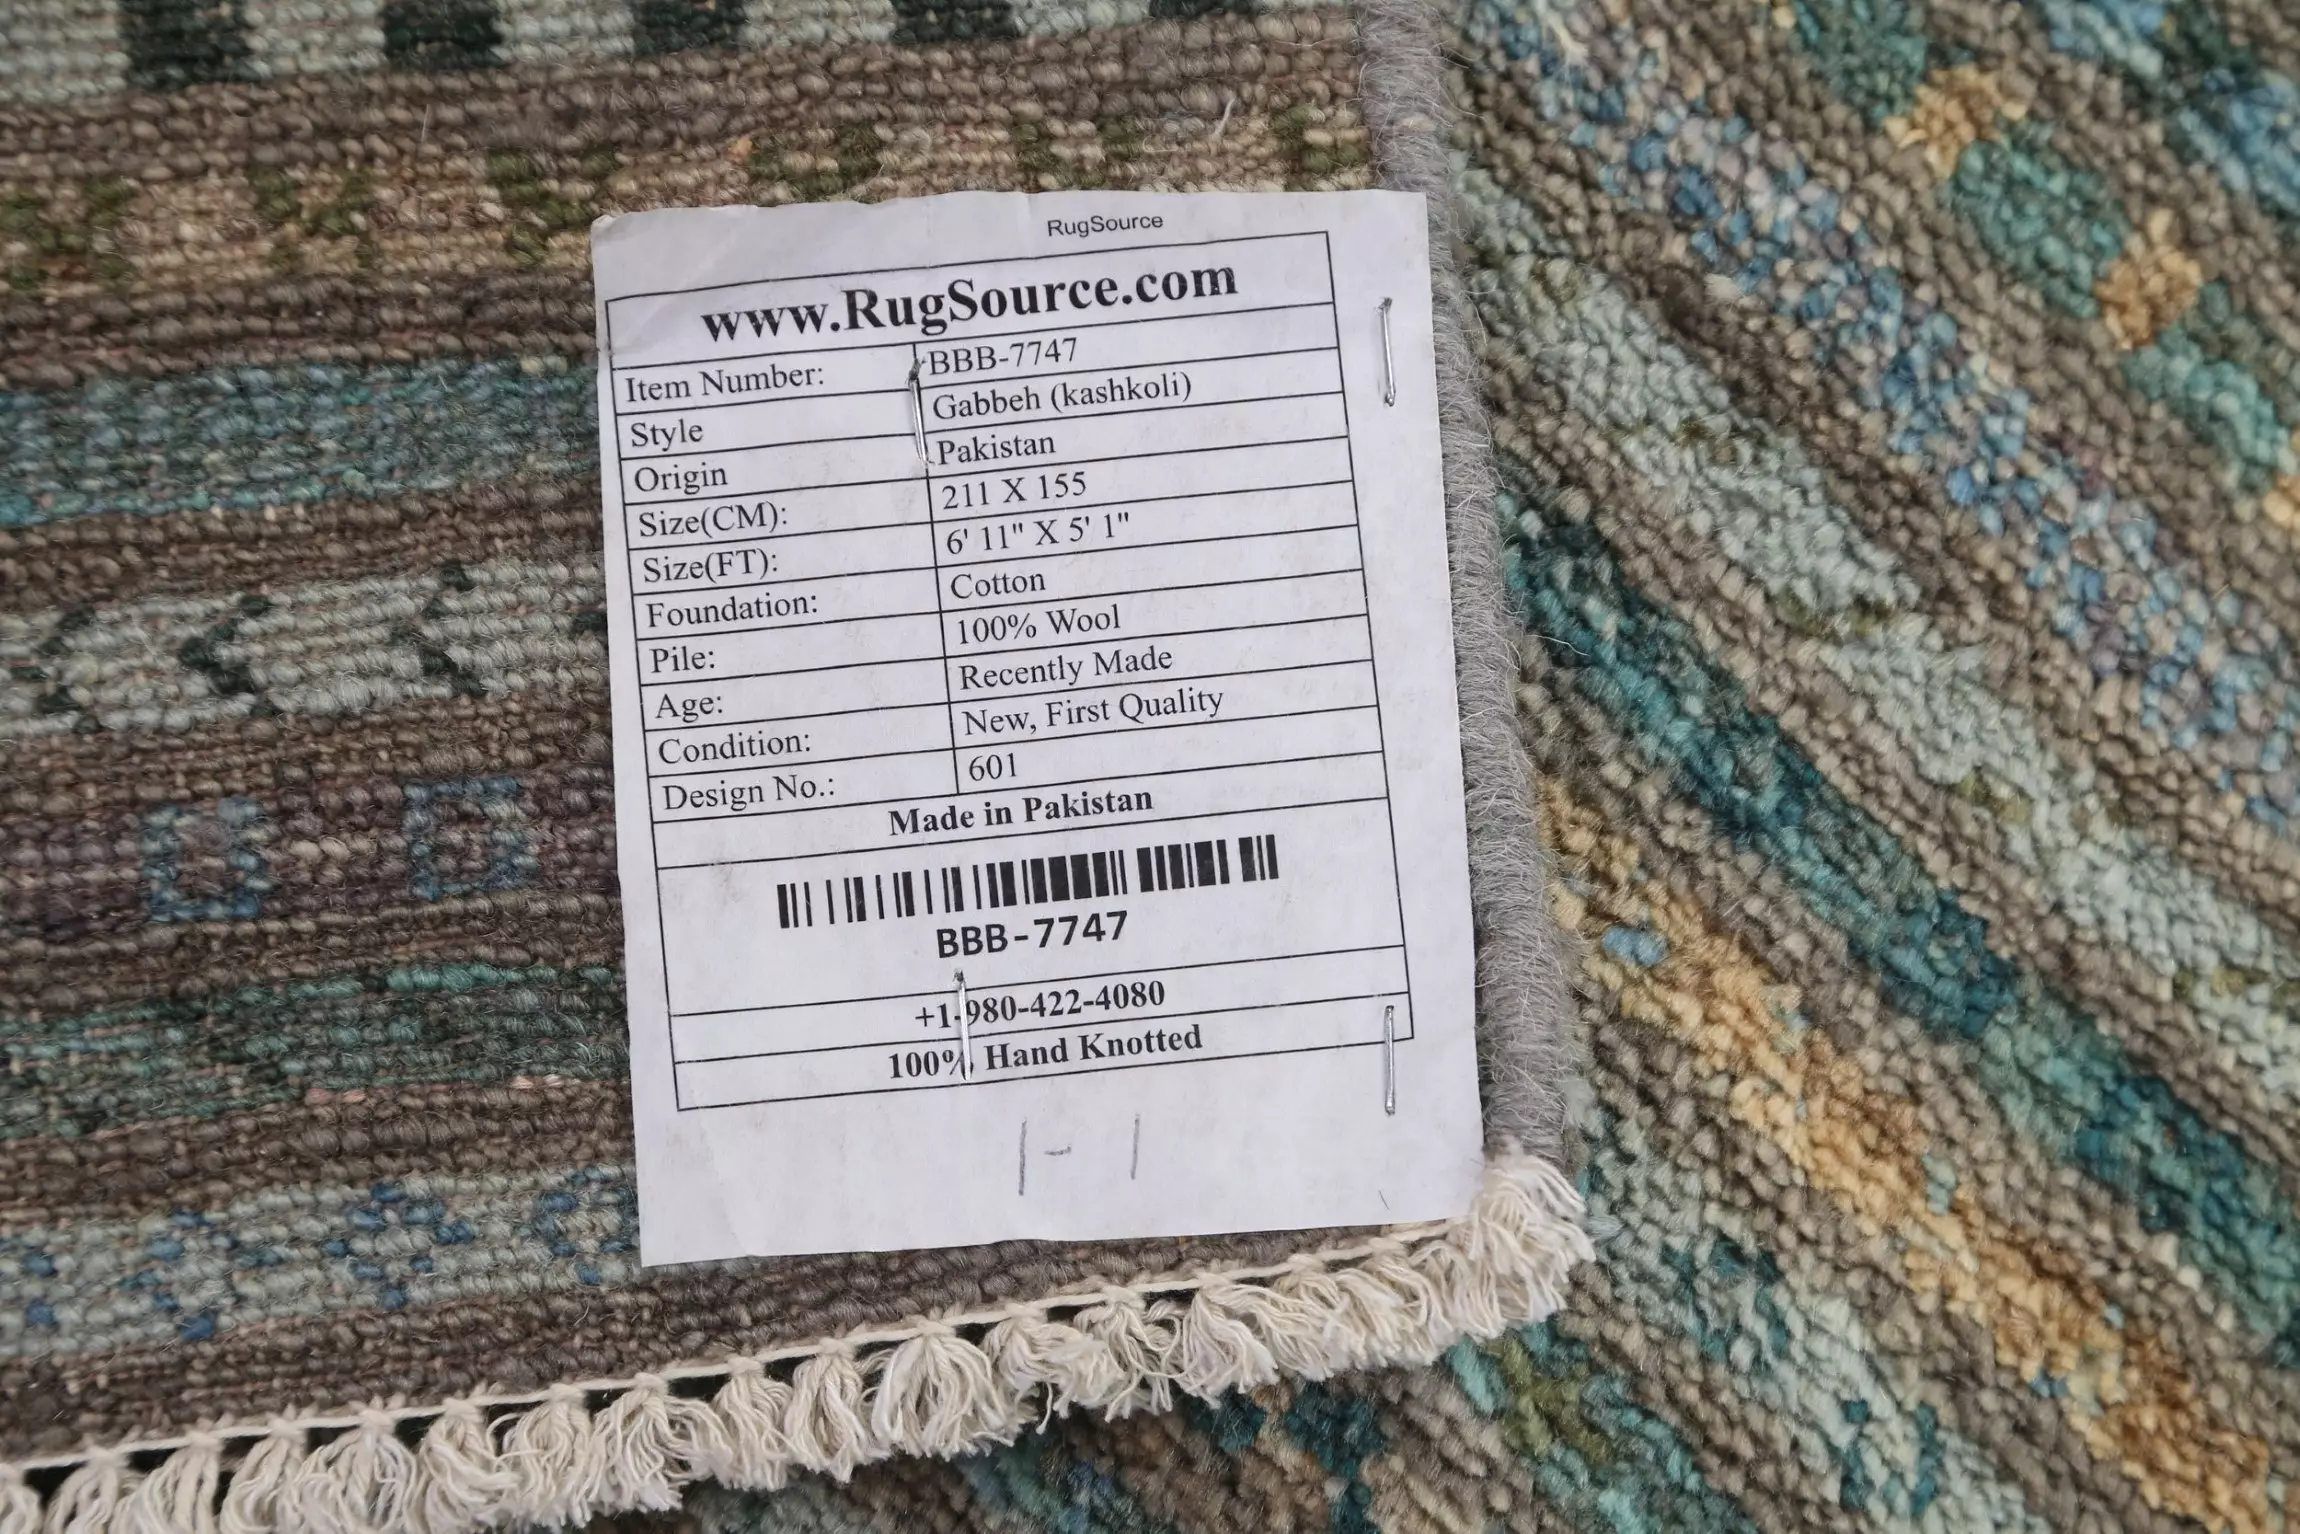 RugSource
www.RugSource.com
Item Number: BBB-7747
Style Gabbeh (kashkoli)
Origin Pakistan
Size(CM): 211 X 155
Size(FT): 6' 11" X 5' 1"
Foundation: Cotton
Pile: 100% Wool
Age: Recently Made
Condition: New, First Quality
Design No.: 601
Made in Pakistan
BBB-7747
+1-980-422-4080
100% Hand Knotted
1- 1